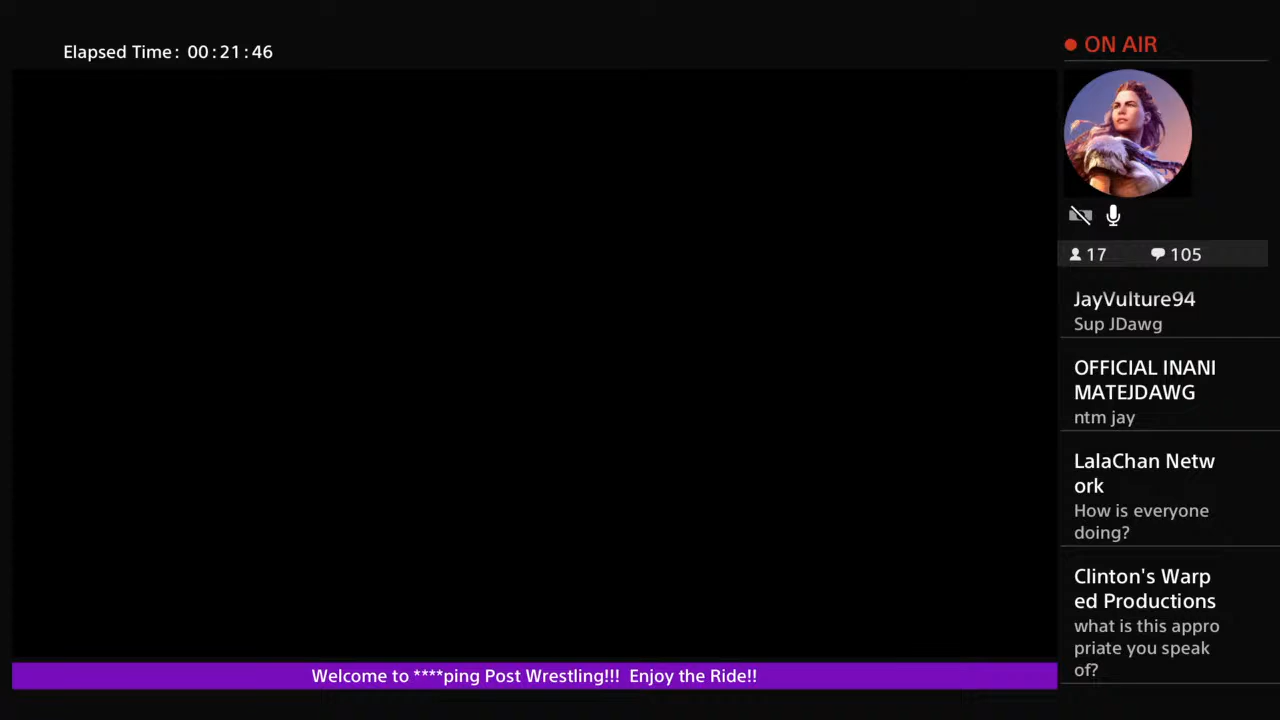 Elapsed Time: 00:21:46
ON AIR
17 105
JayVulture94
Sup JDawg
OFFICIAL INANI
MATEJDAWG
ntm jay
LalaChan Netw
ork
How is everyone
doing?
Clinton's Warp
ed Productions
what is this appro
priate you speak
of?
Welcome to ****ping Post Wrestling!!! Enjoy the Ride!!